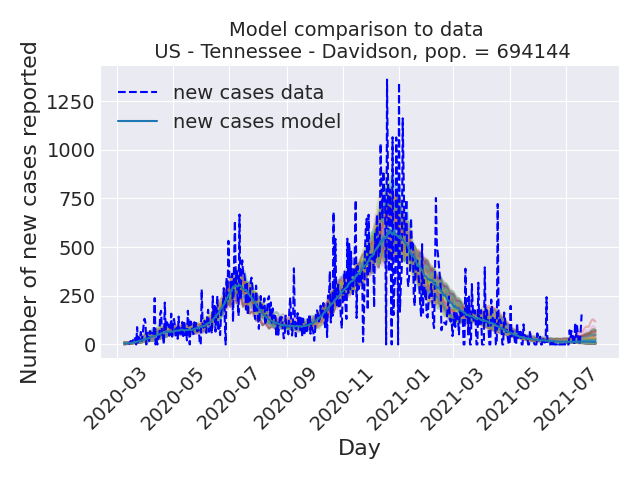 Model comparison to data
US - Tennessee - Davidson, pop. = 694144
Number of new cases reported
new cases data
new cases model
1250
1000
750
500
250
0
2020-03
2020-05
2020-07
2020-09
2020-11
2021-01
2021-03
2021-05
2021-07
Day